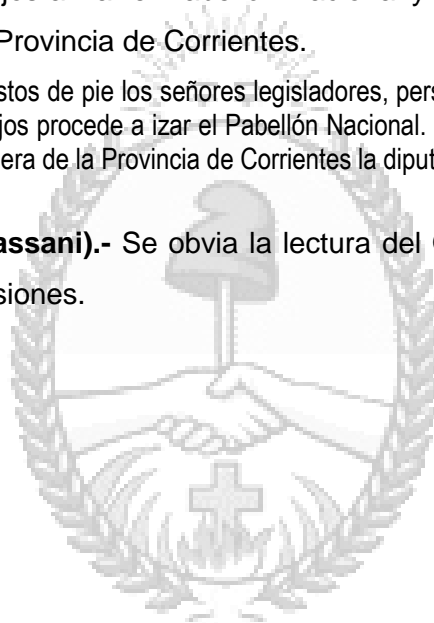 Provincia de Corrientes.
stos de pie los señores legisladores, pers
jos procede a izar el Pabellón Nacional.
era de la Provincia de Corrientes la diput
assani).- Se obvia la lectura del
siones.